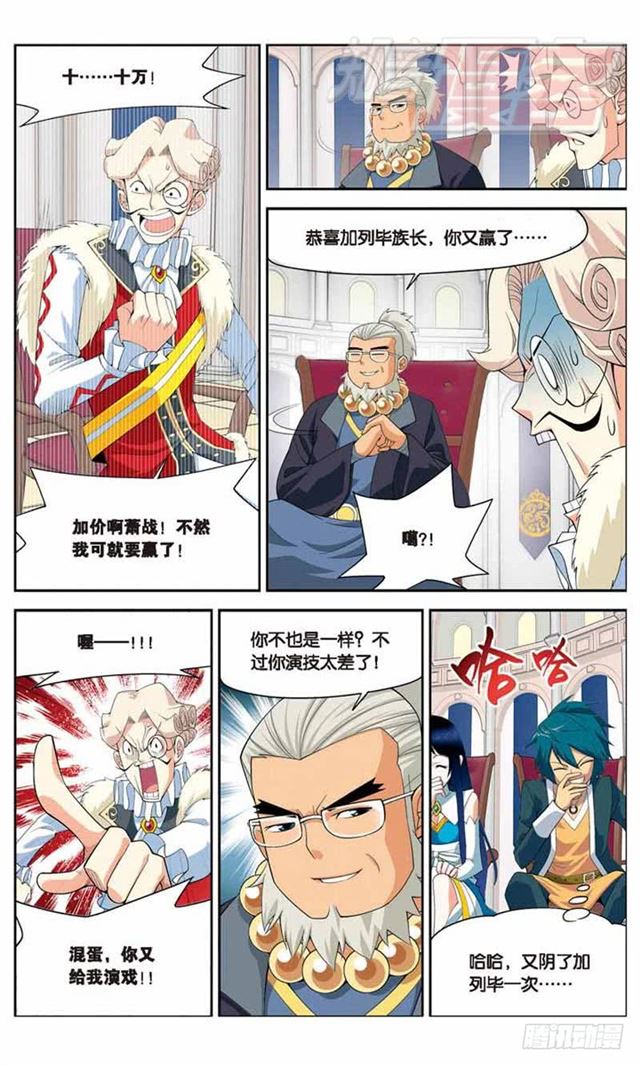 十……十万！
加价啊萧战！不然
我可就要赢了！
恭喜加列毕族长，你又赢了……
噶?!
喔——!!!
混蛋，你又
给我演戏!!
你不也是一样？不
过你演技太差了！
哈哈
哈哈，又阴了加
列毕一次……
腾讯动漫